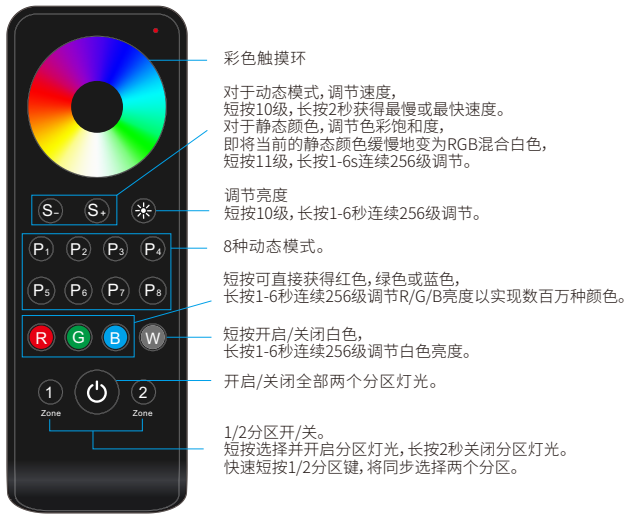 彩色触摸环
对于动态模式,调节速度,
短按10级,长按2秒获得最慢或最快速度。
对于静态颜色,调节色彩饱和度,
即将当前的静态颜色缓慢地变为RGB混合白色,
短按11级,长按1-6s连续256级调节。
S- S+
调节亮度
短按10级,长按1-6秒连续256级调节。
P1 P2 P3 P4
8种动态模式。
P5 P6 P7 P8
短按可直接获得红色,绿色或蓝色,
长按1-6秒连续256级调节R/G/B亮度以实现数百万种颜色。
R G B W
短按开启/关闭白色,
长按1-6秒连续256级调节白色亮度。
开启/关闭全部两个分区灯光。
1 2
Zone Zone
1/2分区开/关。
短按选择并开启分区灯光,长按2秒关闭分区灯光。
快速短按1/2分区键,将同步选择两个分区。